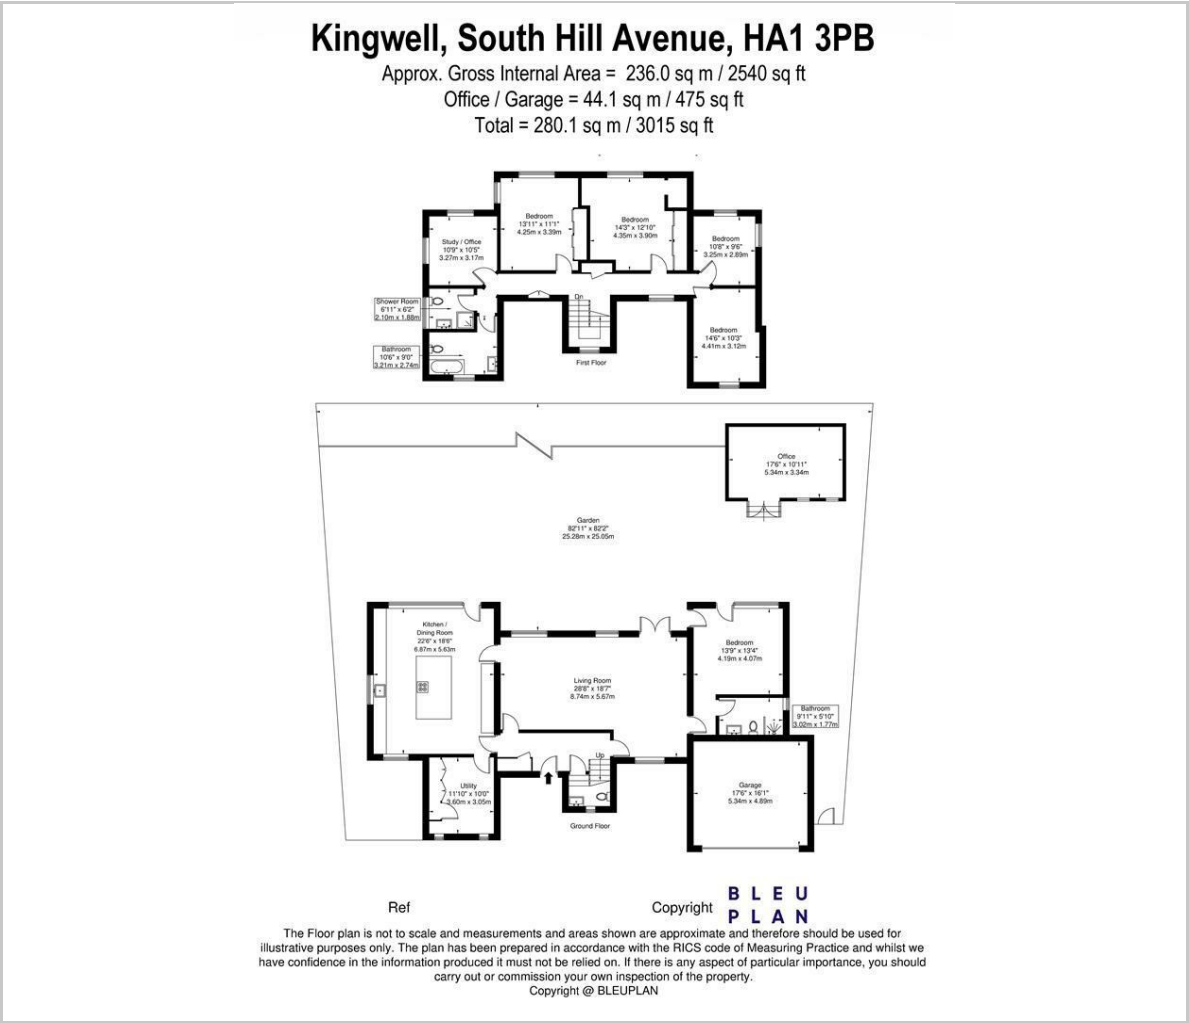 Kingwell, South Hill Avenue, HA1 3PB
Approx. Gross Internal Area = 236.0 sq m / 2540 sq ft
Office / Garage = 44.1 sq m / 475 sq ft
Total = 280.1 sq m / 3015 sq ft
Bedroom
13'11" x 11'1"
4.25m x 3.39m
Bedroom
14'3" x 12'10"
4.35m x 3.90m
Study / Office
10'9" x 10'5"
3.27m x 3.17m
Bedroom
10'8" x 9'6"
3.25m x 2.89m
Shower Room
6'11" x 6'2"
2.10m x 1.88m
Dn
Bedroom
14'6" x 10'3"
4.41m x 3.12m
Bathroom
10'6" x 9'0"
3.21m x 2.74m
First Floor
Office
17'6" x 10'11"
5.34m x 3.34m
Garden
82'11" x 82'2"
25.28m x 25.05m
Kitchen /
Dining Room
22'6" x 18'6"
6.87m x 5.63m
Bedroom
13'9" x 13'4"
4.19m x 4.07m
Living Room
28'8" x 18'7"
8.74m x 5.67m
Bathroom
9'11" x 5'10"
3.02m x 1.77m
Up
Utility
11'10" x 10'0"
3.60m x 3.05m
Garage
17'6" x 16'1"
5.34m x 4.89m
Ground Floor
Ref
Copyright
BLEU
PLAN
The Floor plan is not to scale and measurements and areas shown are approximate and therefore should be used for
illustrative purposes only. The plan has been prepared in accordance with the RICS code of Measuring Practice and whilst we
have confidence in the information produced it must not be relied on. If there is any aspect of particular importance, you should
carry out or commission your own inspection of the property.
Copyright @ BLEUPLAN